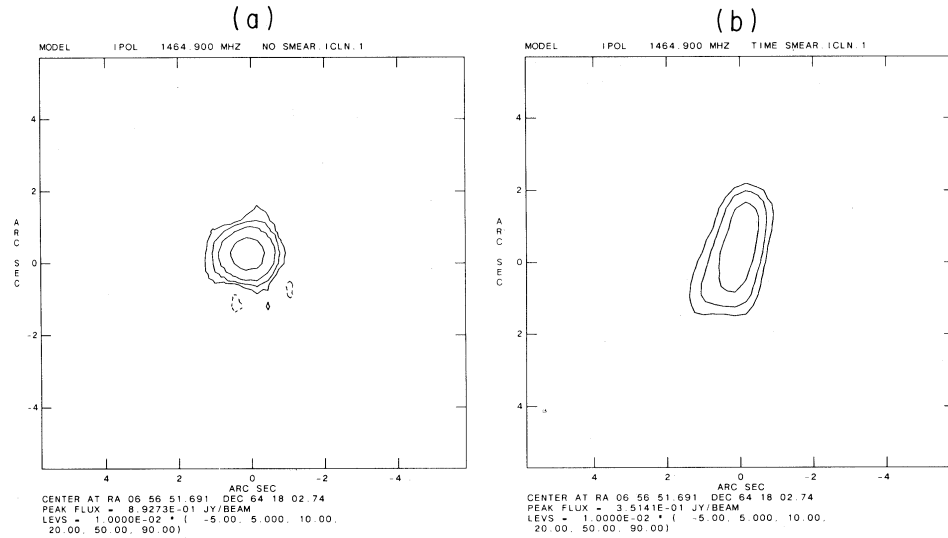 (a)
MODEL IPOL 1464.900 MHZ NO SMEAR.ICLN.1
4
2
0
-2
-4
A
R
C
S
E
C
4 2 0 -2 -4
ARC SEC
CENTER AT RA 06 56 51.691 DEC 64 18 02.74
PEAK FLUX = 8.9273E-01 JY/BEAM
LEVS = 1.0000E-02 * ( -5.00, 5.000, 10.00,
20.00, 50.00, 90.00)
(b)
MODEL IPOL 1464.900 MHZ TIME SMEAR.ICLN.1
4
2
0
2
4
A
R
C
S
E
C
4 2 0 -2 -4
ARC SEC
CENTER AT RA 06 56 51.691 DEC 64 18 02.74
PEAK FLUX = 3.5141E-01 JY/BEAM
LEVS = 1.0000E-02 * ( -5.00, 5.000, 10.00,
20.00, 50.00, 90.00)